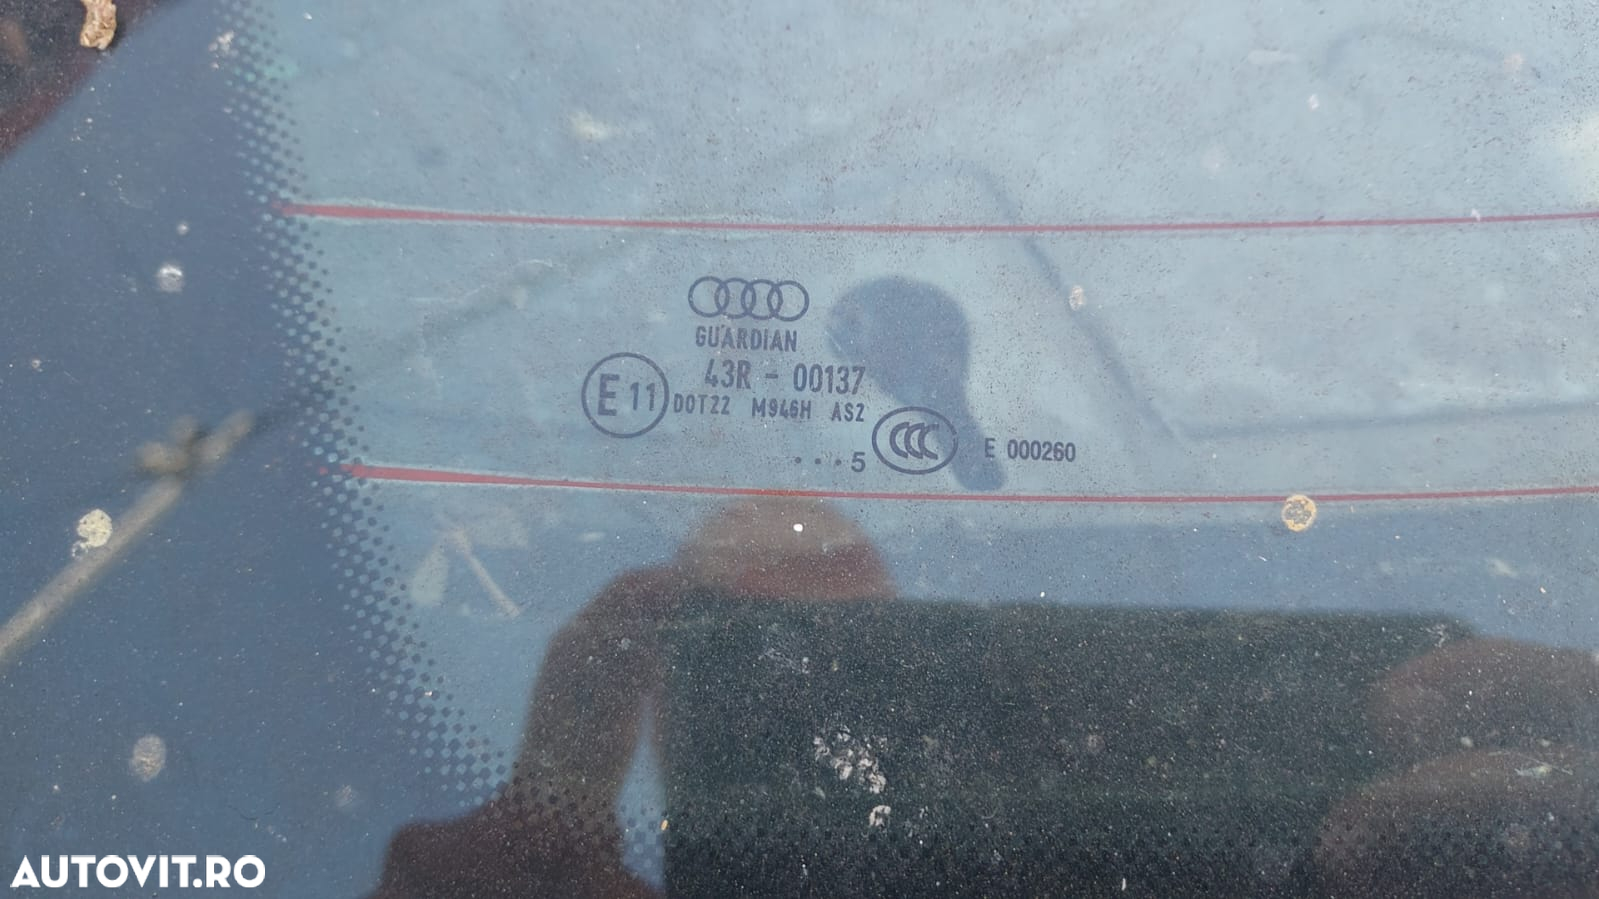 GUARDIAN
43R - 00137
E 11
DOT22 M946H AS2
CCC
E 000260
...5
AUTOVIT.RO